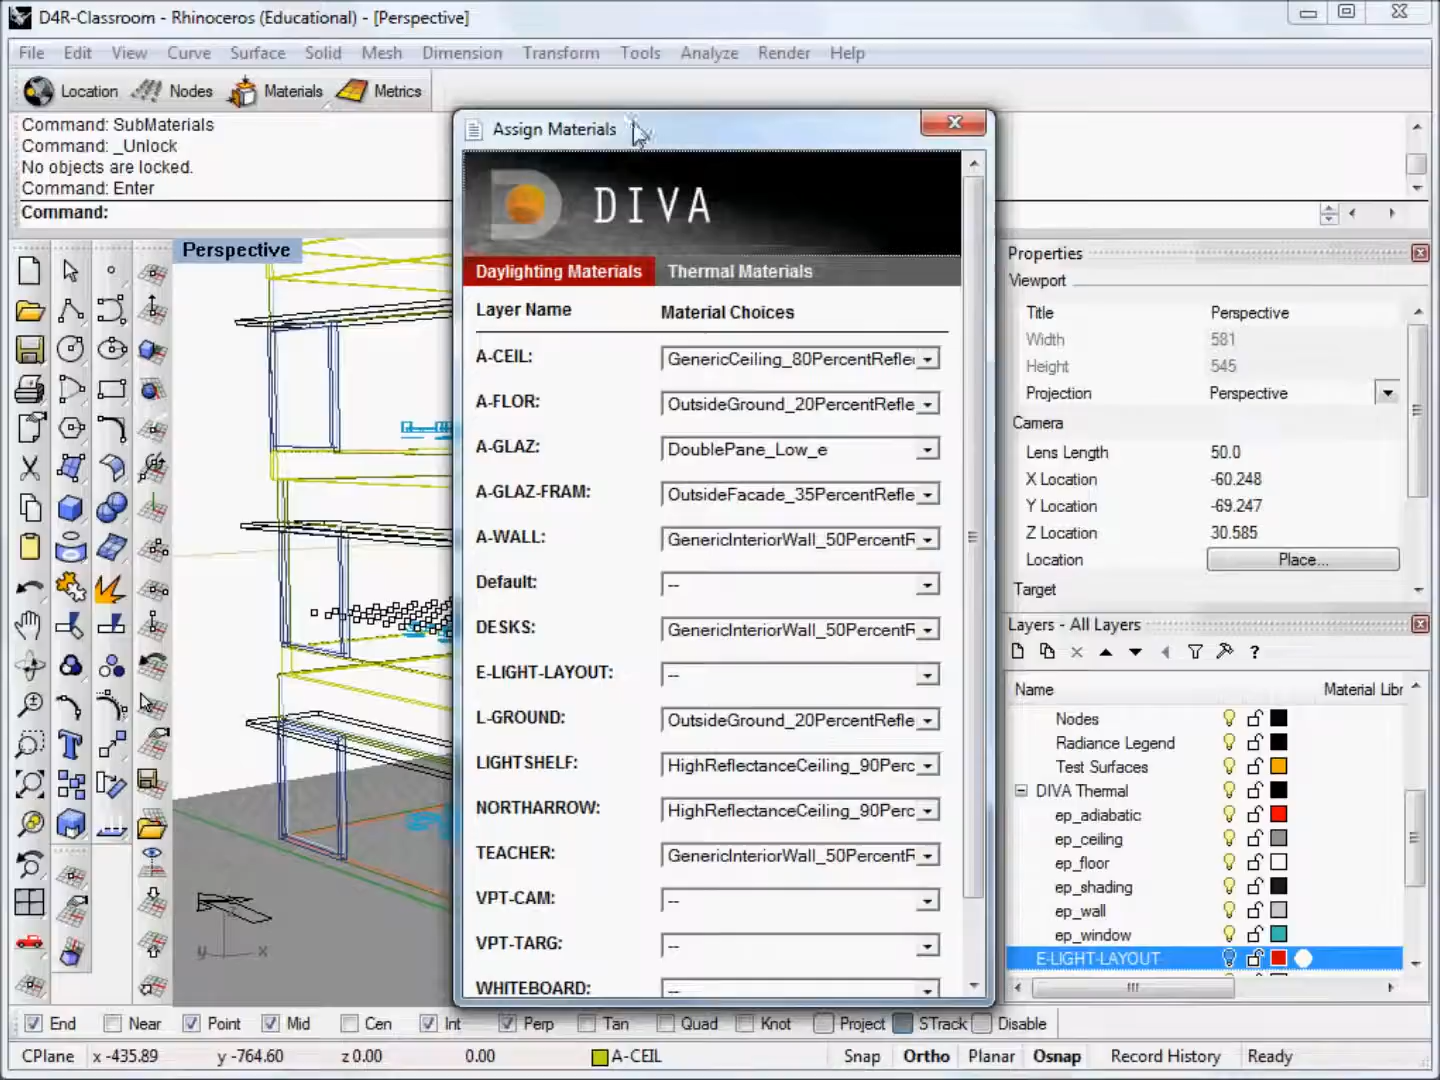 D4R-Classroom - Rhinoceros (Educational) - [Perspective]
File Edit View Curve Surface Solid Mesh Dimension Transform Tools Analyze Render Help
Location Nodes Materials Metrics
Command: SubMaterials
Command: _Unlock
No objects are locked.
Command: Enter
Command:
Perspective
Assign Materials
DIVA
Daylighting Materials Thermal Materials
Layer Name Material Choices
A-CEIL: GenericCeiling_80PercentReflec
A-FLOR: OutsideGround_20PercentRefle
A-GLAZ: DoublePane_Low_e
A-GLAZ-FRAM: OutsideFacade_35PercentRefle
A-WALL: GenericInteriorWall_50PercentR
Default: --
DESKS: GenericInteriorWall_50PercentR
E-LIGHT-LAYOUT: --
L-GROUND: OutsideGround_20PercentRefle
LIGHTSHELF: HighReflectanceCeiling_90Perc
NORTHARROW: HighReflectanceCeiling_90Perc
TEACHER: GenericInteriorWall_50PercentR
VPT-CAM: --
VPT-TARG: --
WHITEBOARD: --
Properties
Viewport
Title Perspective
Width 581
Height 545
Projection Perspective
Camera
Lens Length 50.0
X Location -60.248
Y Location -69.247
Z Location 30.585
Location Place...
Target
Layers - All Layers
Name Material Libr
Nodes
Radiance Legend
Test Surfaces
DIVA Thermal
ep_adiabatic
ep_ceiling
ep_floor
ep_shading
ep_wall
ep_window
E-LIGHT-LAYOUT
y x
End Near Point Mid Cen Int Perp Tan Quad Knot Project STrack Disable
CPlane x -435.89 y -764.60 z 0.00 0.00 A-CEIL Snap Ortho Planar Osnap Record History Ready